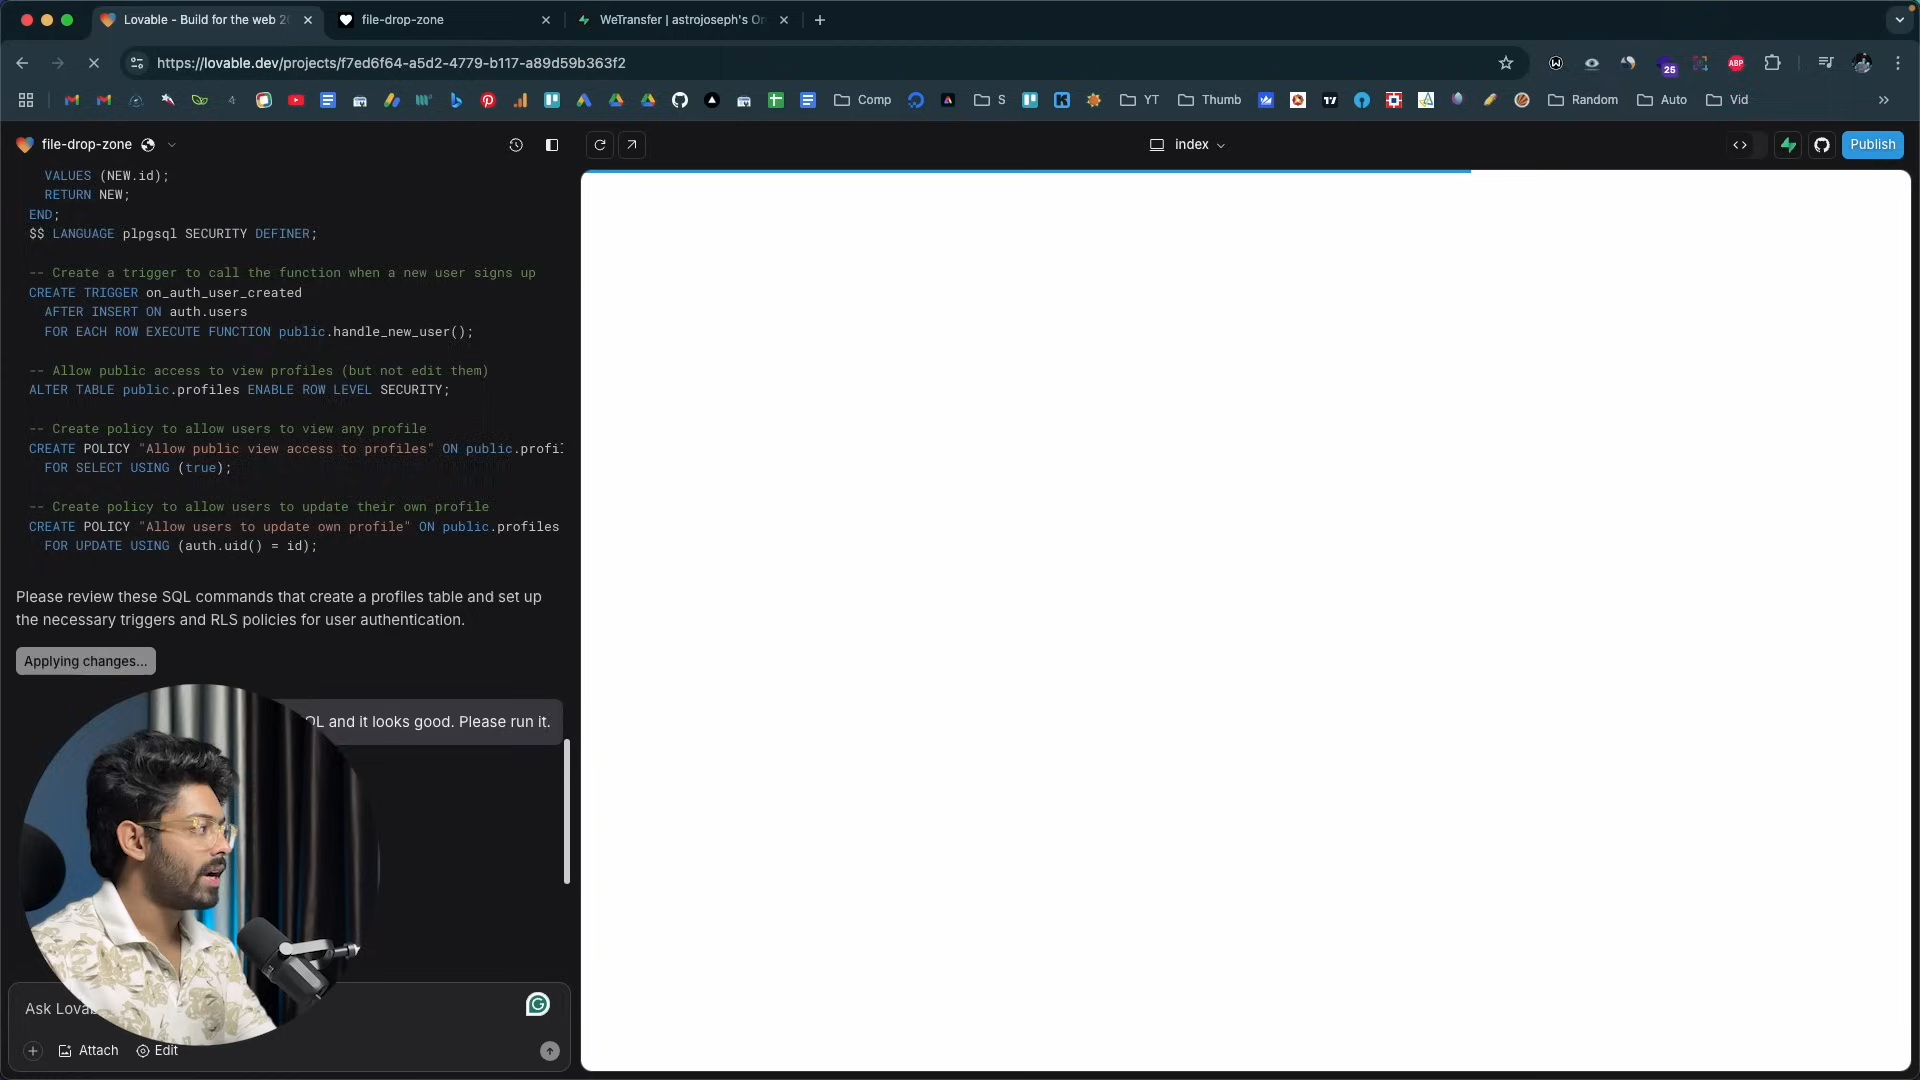 Lovable - Build for the web 20
file-drop-zone
WeTransfer | astrojoseph's Or
https://lovable.dev/projects/f7ed6f64-a5d2-4779-b117-a89d59b363f2
25
ABP
Comp
S
YT
Thumb
Random
Auto
Vid
file-drop-zone
index
Publish
VALUES (NEW.id);
RETURN NEW;
END;
$$ LANGUAGE plpgsql SECURITY DEFINER;
-- Create a trigger to call the function when a new user signs up
CREATE TRIGGER on_auth_user_created
AFTER INSERT ON auth.users
FOR EACH ROW EXECUTE FUNCTION public.handle_new_user();
-- Allow public access to view profiles (but not edit them)
ALTER TABLE public.profiles ENABLE ROW LEVEL SECURITY;
-- Create policy to allow users to view any profile
CREATE POLICY "Allow public view access to profiles" ON public.profi
FOR SELECT USING (true);
-- Create policy to allow users to update their own profile
CREATE POLICY "Allow users to update own profile" ON public.profiles
FOR UPDATE USING (auth.uid() = id);
Please review these SQL commands that create a profiles table and set up
the necessary triggers and RLS policies for user authentication.
Applying changes...
QL and it looks good. Please run it.
Ask Lova
Attach
Edit